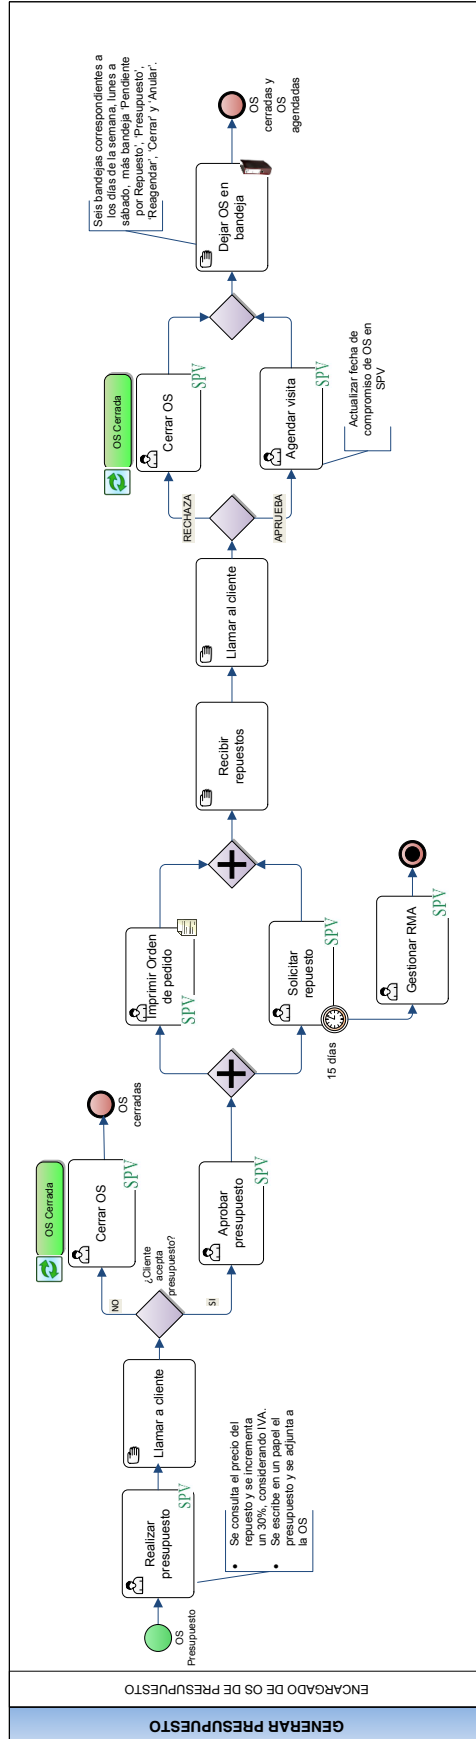 GENERAR PRESUPUESTO
ENCARGADO DE OS DE PRESUPUESTO
OS
Presupuesto
Realizar
presupuesto
SPV
• Se consulta el precio del
repuesto y se incrementa
un 30%, considerando IVA.
• Se escribe en un papel el
presupuesto y se adjunta a
la OS
Llamar a cliente
¿Cliente
acepta
presupuesto?
NO
SI
OS Cerrada
Cerrar OS
SPV
OS
cerradas
Aprobar
presupuesto
SPV
Imprimir Orden
de pedido
SPV
Solicitar
repuesto
SPV
15 días
Gestionar RMA
SPV
Recibir
repuestos
Llamar al cliente
RECHAZA
APRUEBA
OS Cerrada
Cerrar OS
SPV
Agendar visita
SPV
Actualizar fecha de
compromiso de OS en
SPV
Dejar OS en
bandeja
Seis bandejas correspondientes a
los días de la semana, lunes a
sábado, más bandeja ‘Pendiente
por Repuesto’, ‘Presupuesto’,
‘Reagendar’, ‘Cerrar’ y ‘Anular’.
OS
cerradas y
OS
agendadas